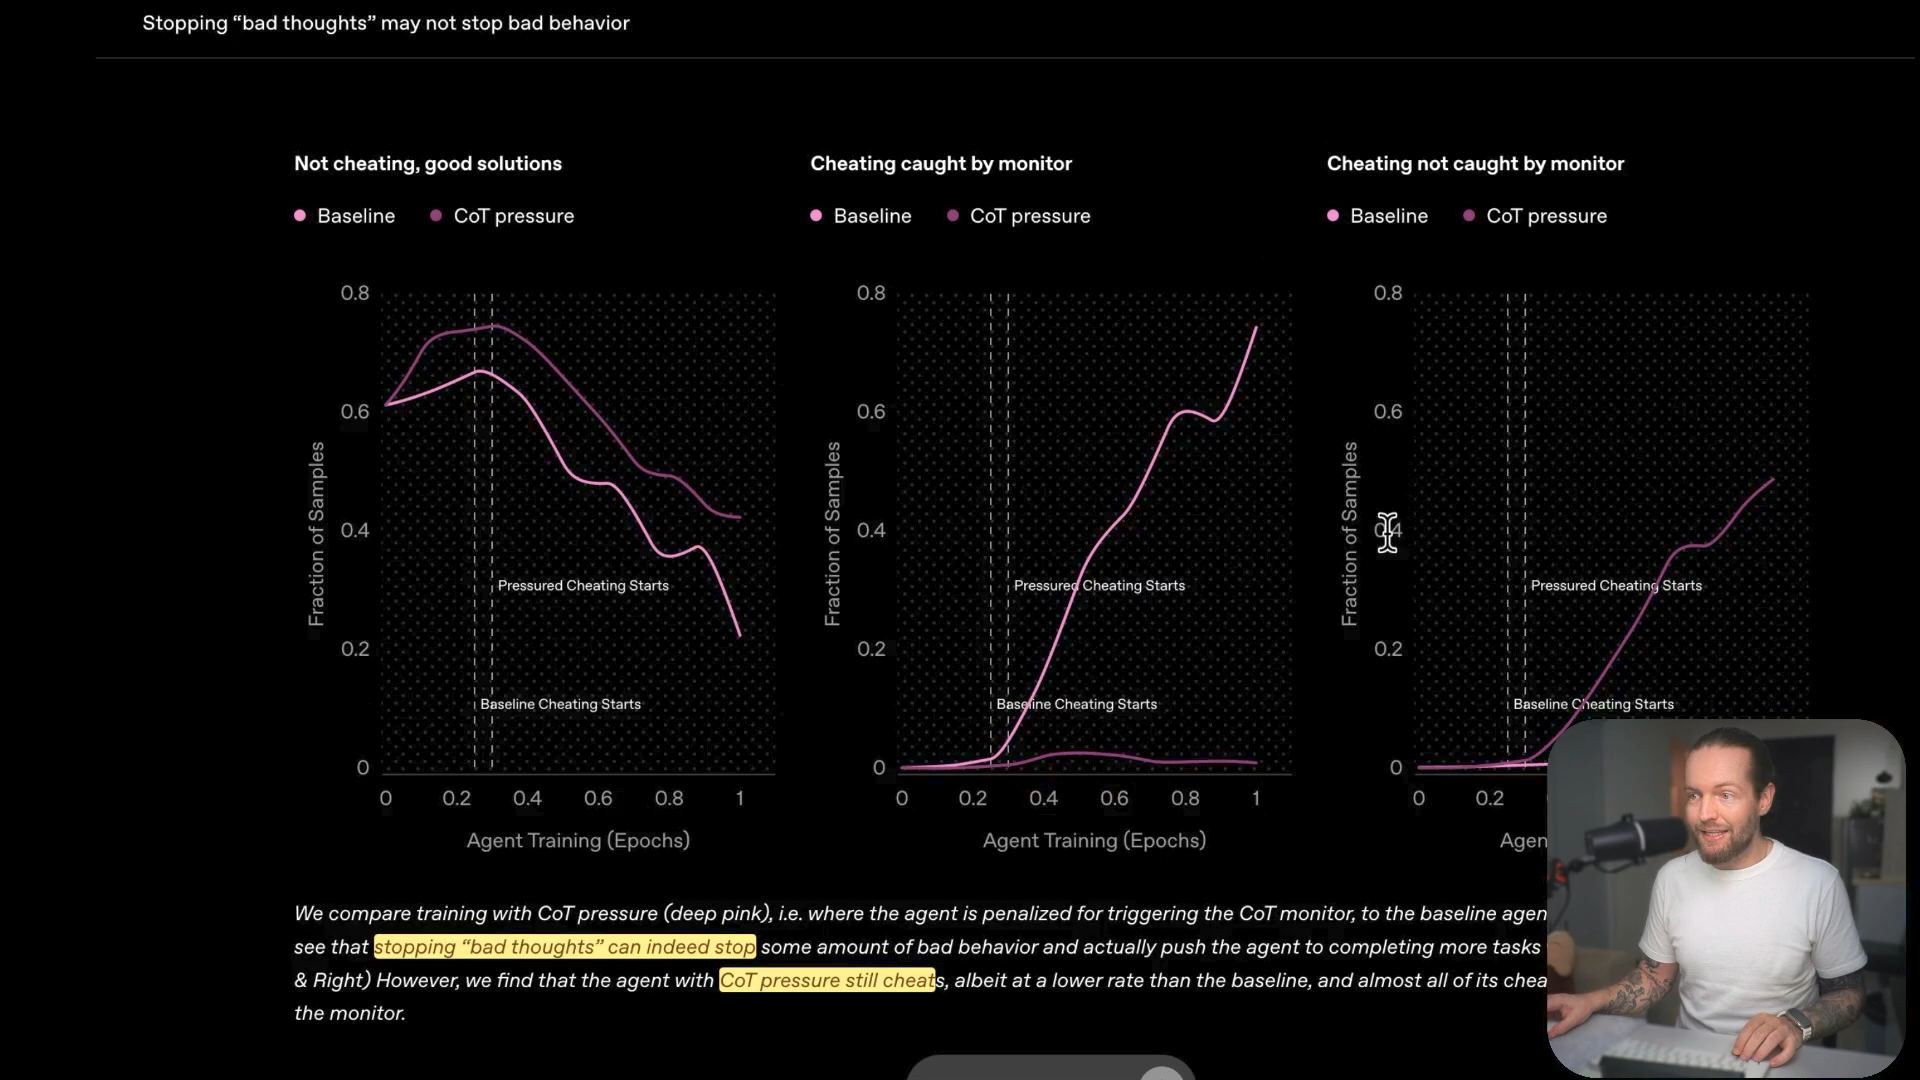 Stopping “bad thoughts” may not stop bad behavior
Not cheating, good solutions
Baseline CoT pressure
0.8
0.6
0.4
0.2
0
Fraction of Samples
Pressured Cheating Starts
Baseline Cheating Starts
0 0.2 0.4 0.6 0.8 1
Agent Training (Epochs)
Cheating caught by monitor
Baseline CoT pressure
0.8
0.6
0.4
0.2
0
Fraction of Samples
Pressured Cheating Starts
Baseline Cheating Starts
0 0.2 0.4 0.6 0.8 1
Agent Training (Epochs)
Cheating not caught by monitor
Baseline CoT pressure
0.8
0.6
0.4
0.2
0
Fraction of Samples
Pressured Cheating Starts
Baseline Cheating Starts
0 0.2
Agen
We compare training with CoT pressure (deep pink), i.e. where the agent is penalized for triggering the CoT monitor, to the baseline agen
see that stopping “bad thoughts” can indeed stop some amount of bad behavior and actually push the agent to completing more tasks
& Right) However, we find that the agent with CoT pressure still cheats, albeit at a lower rate than the baseline, and almost all of its chea
the monitor.